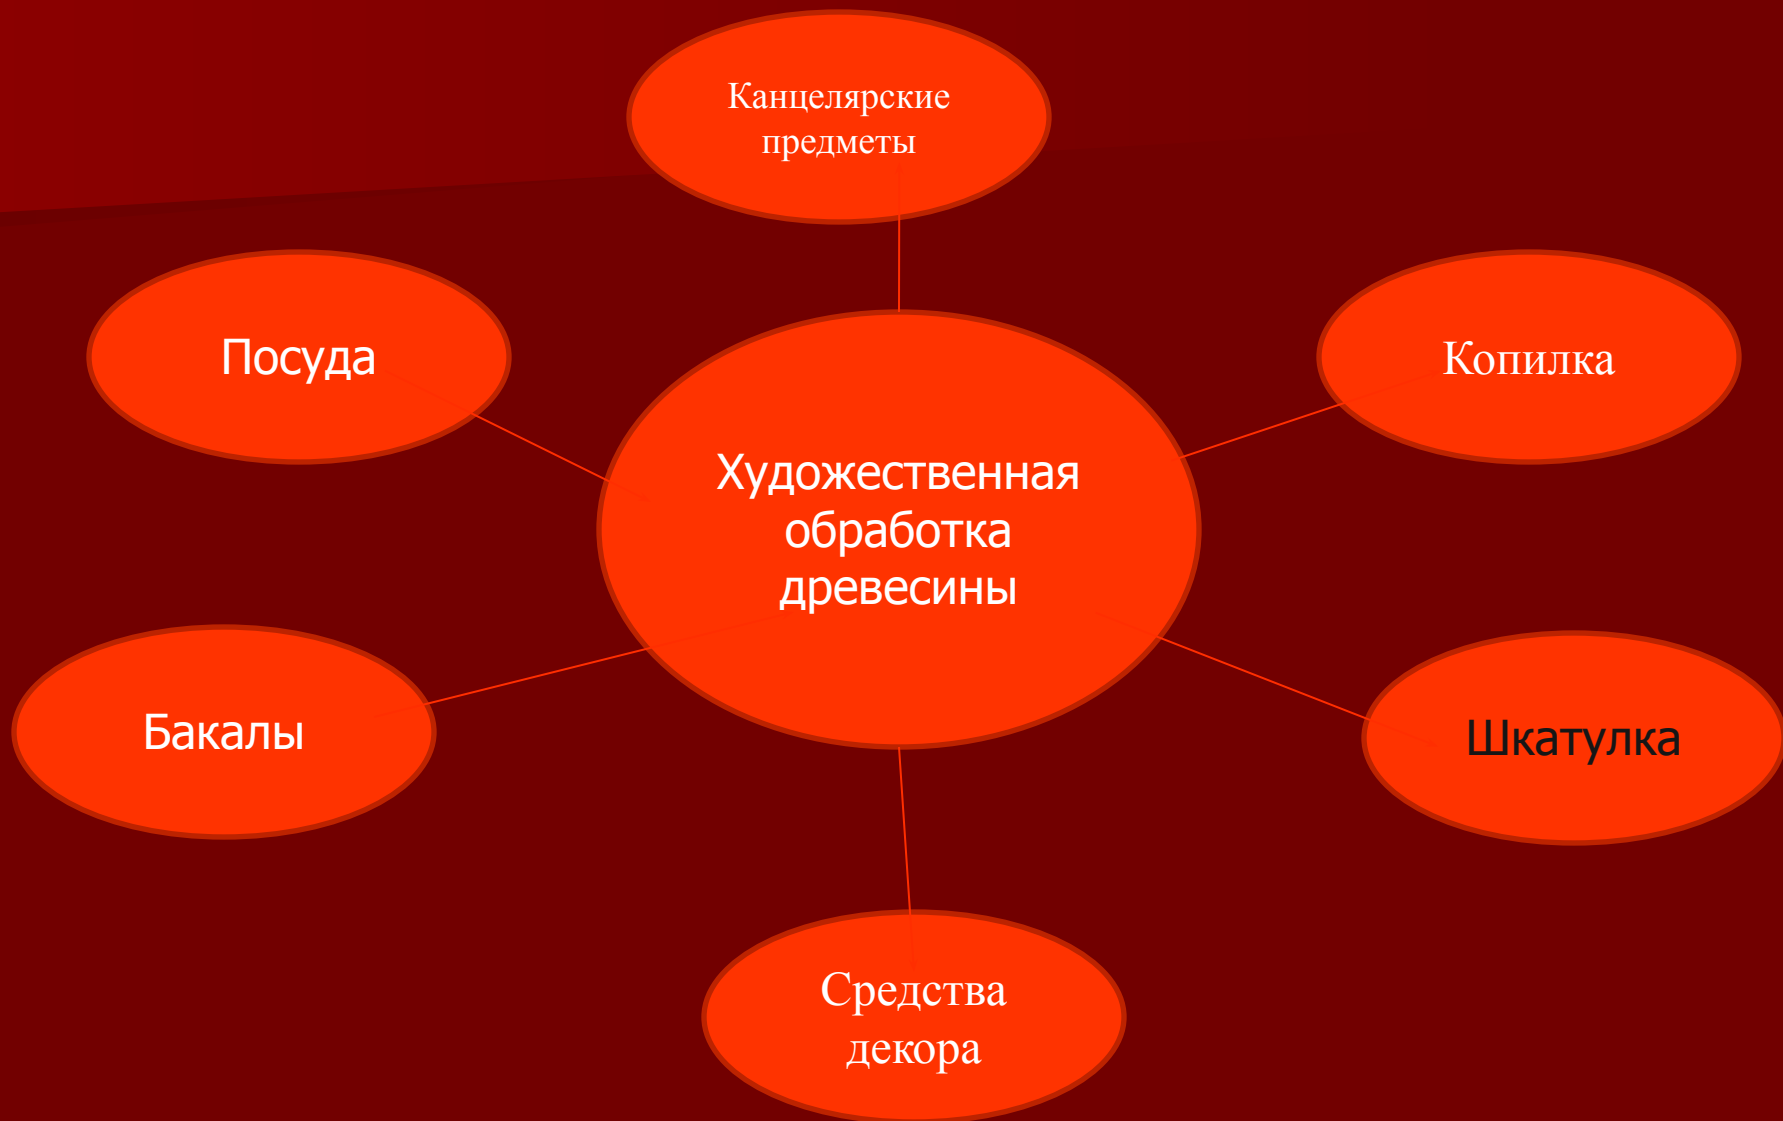 Канцелярские
предметы
Посуда
Копилка
Художественная
обработка
древесины
Бакалы
Шкатулка
Средства
декора